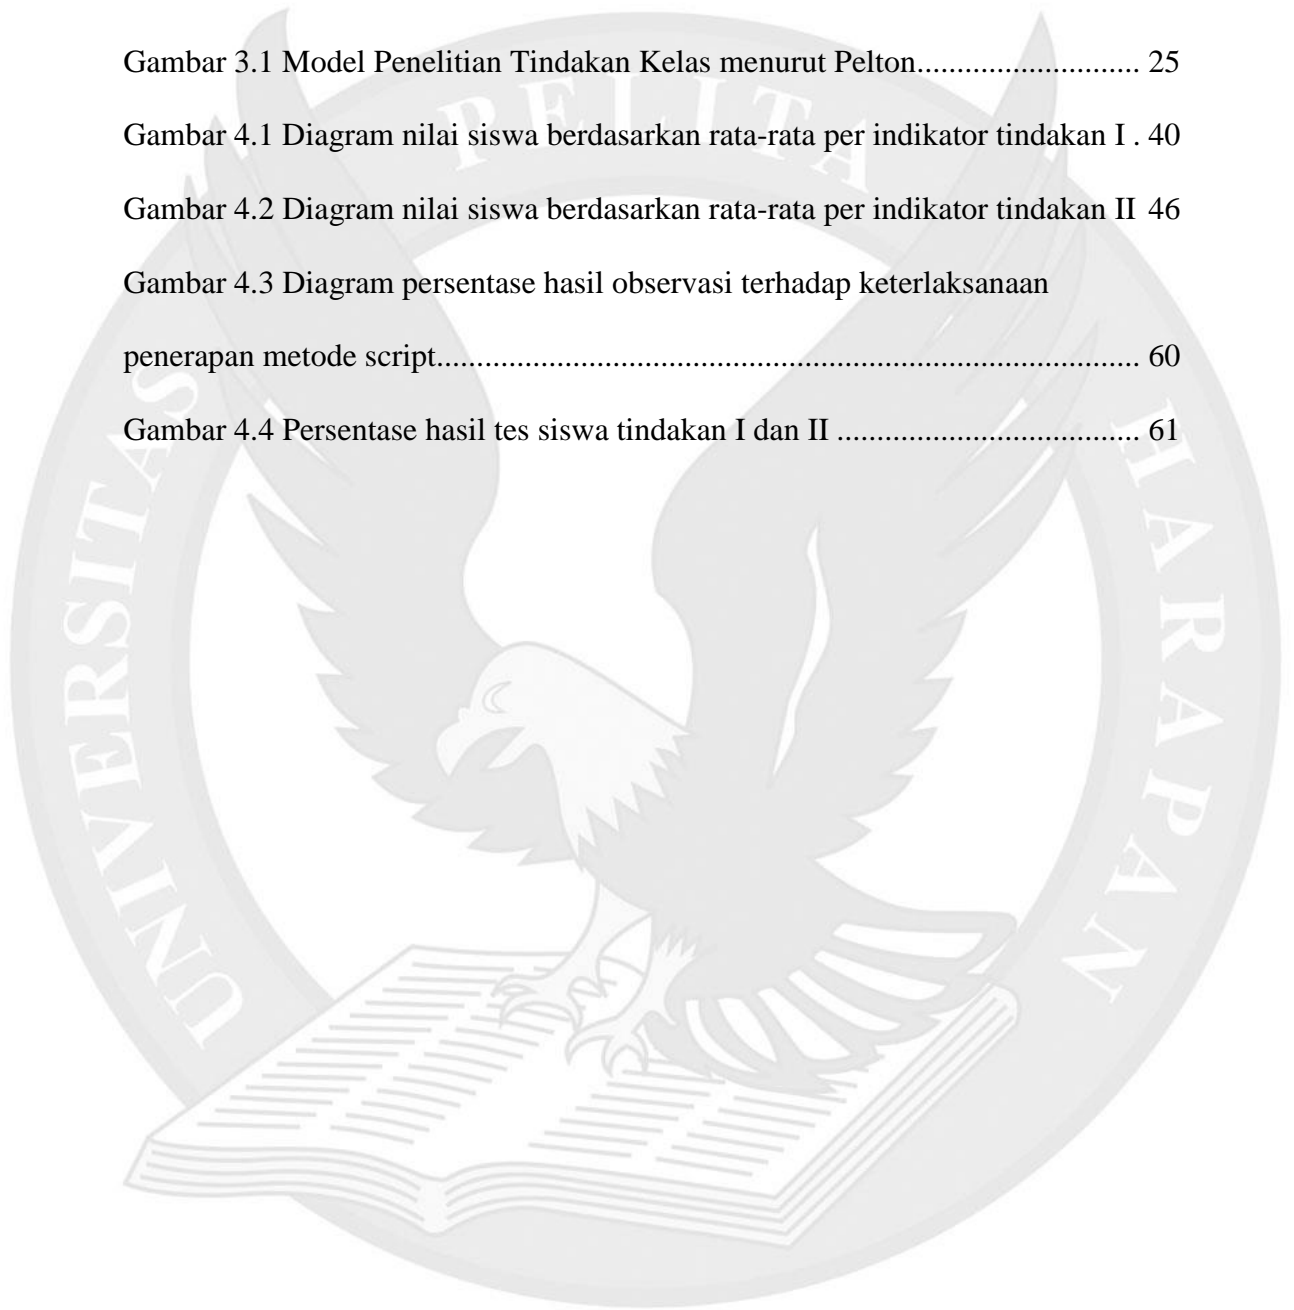 Gambar 3.1 Model Penelitian Tindakan Kelas menurut Pelton............................ 25
Gambar 4.1 Diagram nilai siswa berdasarkan rata-rata per indikator tindakan I . 40
Gambar 4.2 Diagram nilai siswa berdasarkan rata-rata per indikator tindakan II 46
Gambar 4.3 Diagram persentase hasil observasi terhadap keterlaksanaan
penerapan metode script........................................................................................ 60
Gambar 4.4 Persentase hasil tes siswa tindakan I dan II ...................................... 61
UNIVERSITAS PELITA HARAPAN